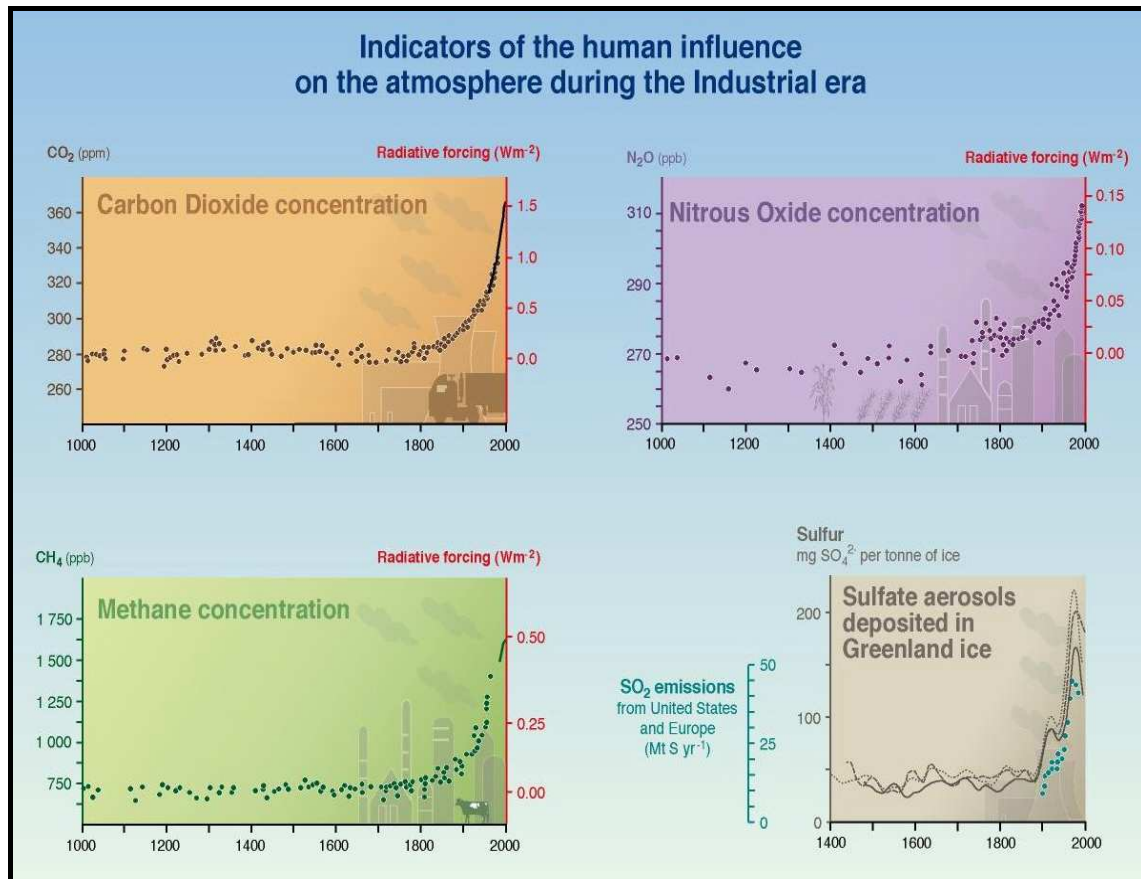 Indicators of the human influence
on the atmosphere during the Industrial era
CO₂ (ppm)
Radiative forcing (Wm⁻²)
Carbon Dioxide concentration
360
340
320
300
280
260
1.5
1.0
0.5
0.0
1000 1200 1400 1600 1800 2000
N₂O (ppb)
Radiative forcing (Wm⁻²)
Nitrous Oxide concentration
310
290
270
250
0.15
0.10
0.05
0.00
1000 1200 1400 1600 1800 2000
CH₄ (ppb)
Radiative forcing (Wm⁻²)
Methane concentration
1 750
1 500
1 250
1 000
750
0.50
0.25
0.00
1000 1200 1400 1600 1800 2000
Sulfur
mg SO₄²⁻ per tonne of ice
Sulfate aerosols
deposited in
Greenland ice
200
100
0
SO₂ emissions
from United States
and Europe
(Mt S yr⁻¹)
50
25
0
1400 1600 1800 2000